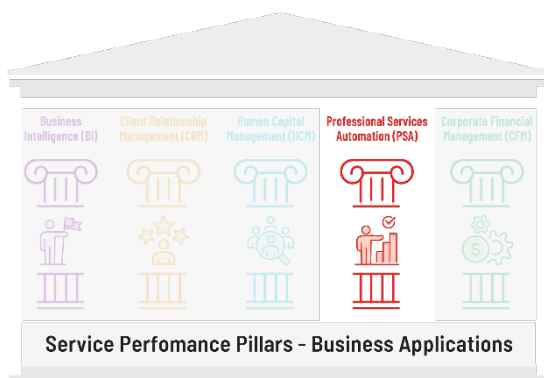 Business
Intelligence (BI)
Client Relationship
Management (CRM)
Human Capital
Management (HCM)
Professional Services
Automation (PSA)
Corporate Financial
Management (CFM)
$
Service Perfomance Pillars - Business Applications